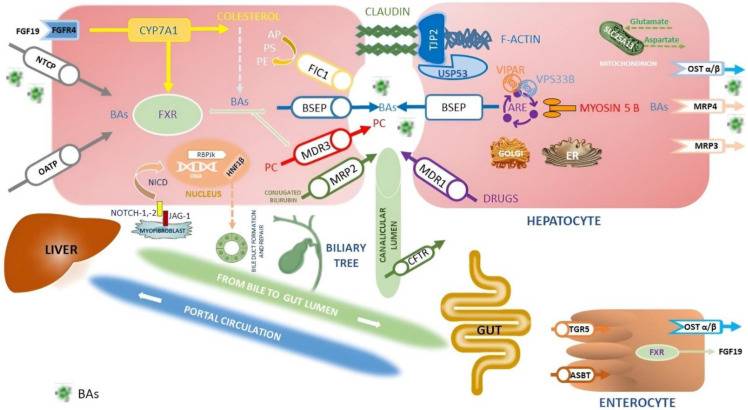 FGF19
FGFR4
CYP7A1
COLESTEROL
NTCP
BAs
FXR
BAs
OATP
AP
PS
PE
FIC1
BSEP
MDR3
PC
PC
MRP2
CONJUGATED
BILIRUBIN
RBPjk
DNA
HNF1β
NUCLEUS
NICD
NOTCH-1,-2
JAG-1
MYOFIBROBLAST
BILE DUCT FORMATION
AND REPAIR
CLAUDIN
TJP2
F-ACTIN
USP53
BAs
BSEP
VIPAR
VPS33B
ARE
MYOSIN 5 B
GOLGI
ER
MDR1
DRUGS
SLC25A13
Glutamate
Aspartate
MITOCHONDRION
OST α/β
BAs
MRP4
MRP3
HEPATOCYTE
LIVER
BILIARY
TREE
CANALICULAR
LUMEN
CFTR
FROM BILE TO GUT LUMEN
PORTAL CIRCULATION
GUT
TGR5
ASBT
OST α/β
FXR
FGF19
ENTEROCYTE
BAs